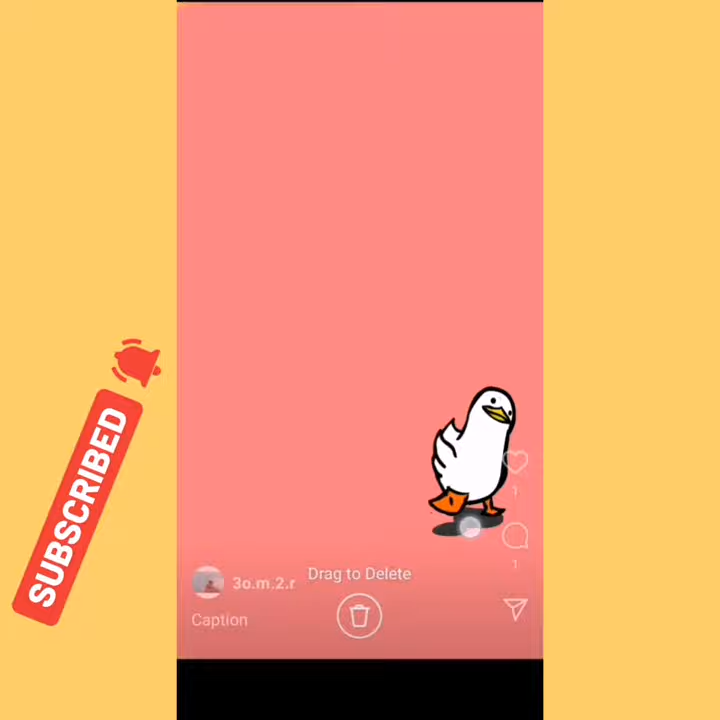 SUBSCRIBED
1
1
Drag to Delete
3o.m.2.r
Caption